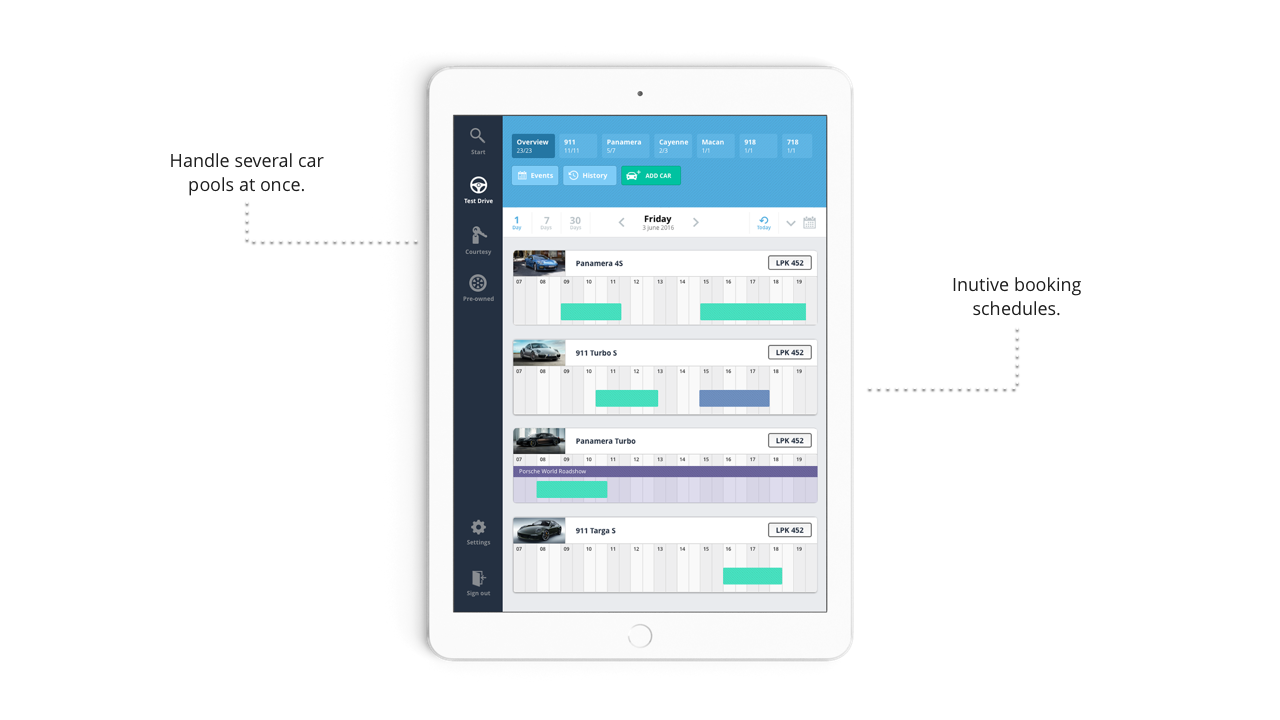 Handle several car
pools at once.
Inutive booking
schedules.
Start
Test Drive
Courtesy
Pre-owned
Settings
Sign out
Overview 911 Panamera Cayenne Macan 918 718
23/23 11/11 5/7 2/3 1/1 1/1 1/1
Events History ADD CAR
1 7 30 Friday
Day Days Days 3 june 2016 Today
Panamera 4S LPK 452
07 08 09 10 11 12 13 14 15 16 17 18 19
911 Turbo S LPK 452
07 08 09 10 11 12 13 14 15 16 17 18 19
Panamera Turbo LPK 452
07 08 09 10 11 12 13 14 15 16 17 18 19
Porsche World Roadshow
911 Targa S LPK 452
07 08 09 10 11 12 13 14 15 16 17 18 19